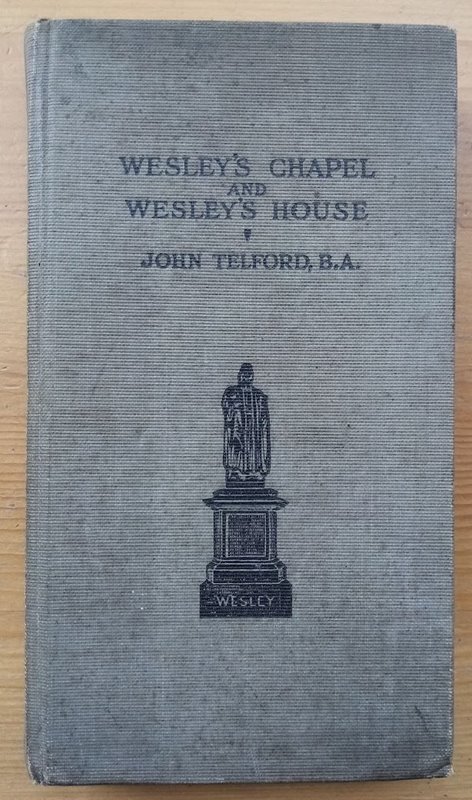 WESLEY'S CHAPEL
AND
WESLEY'S HOUSE
JOHN TELFORD, B.A.
WESLEY